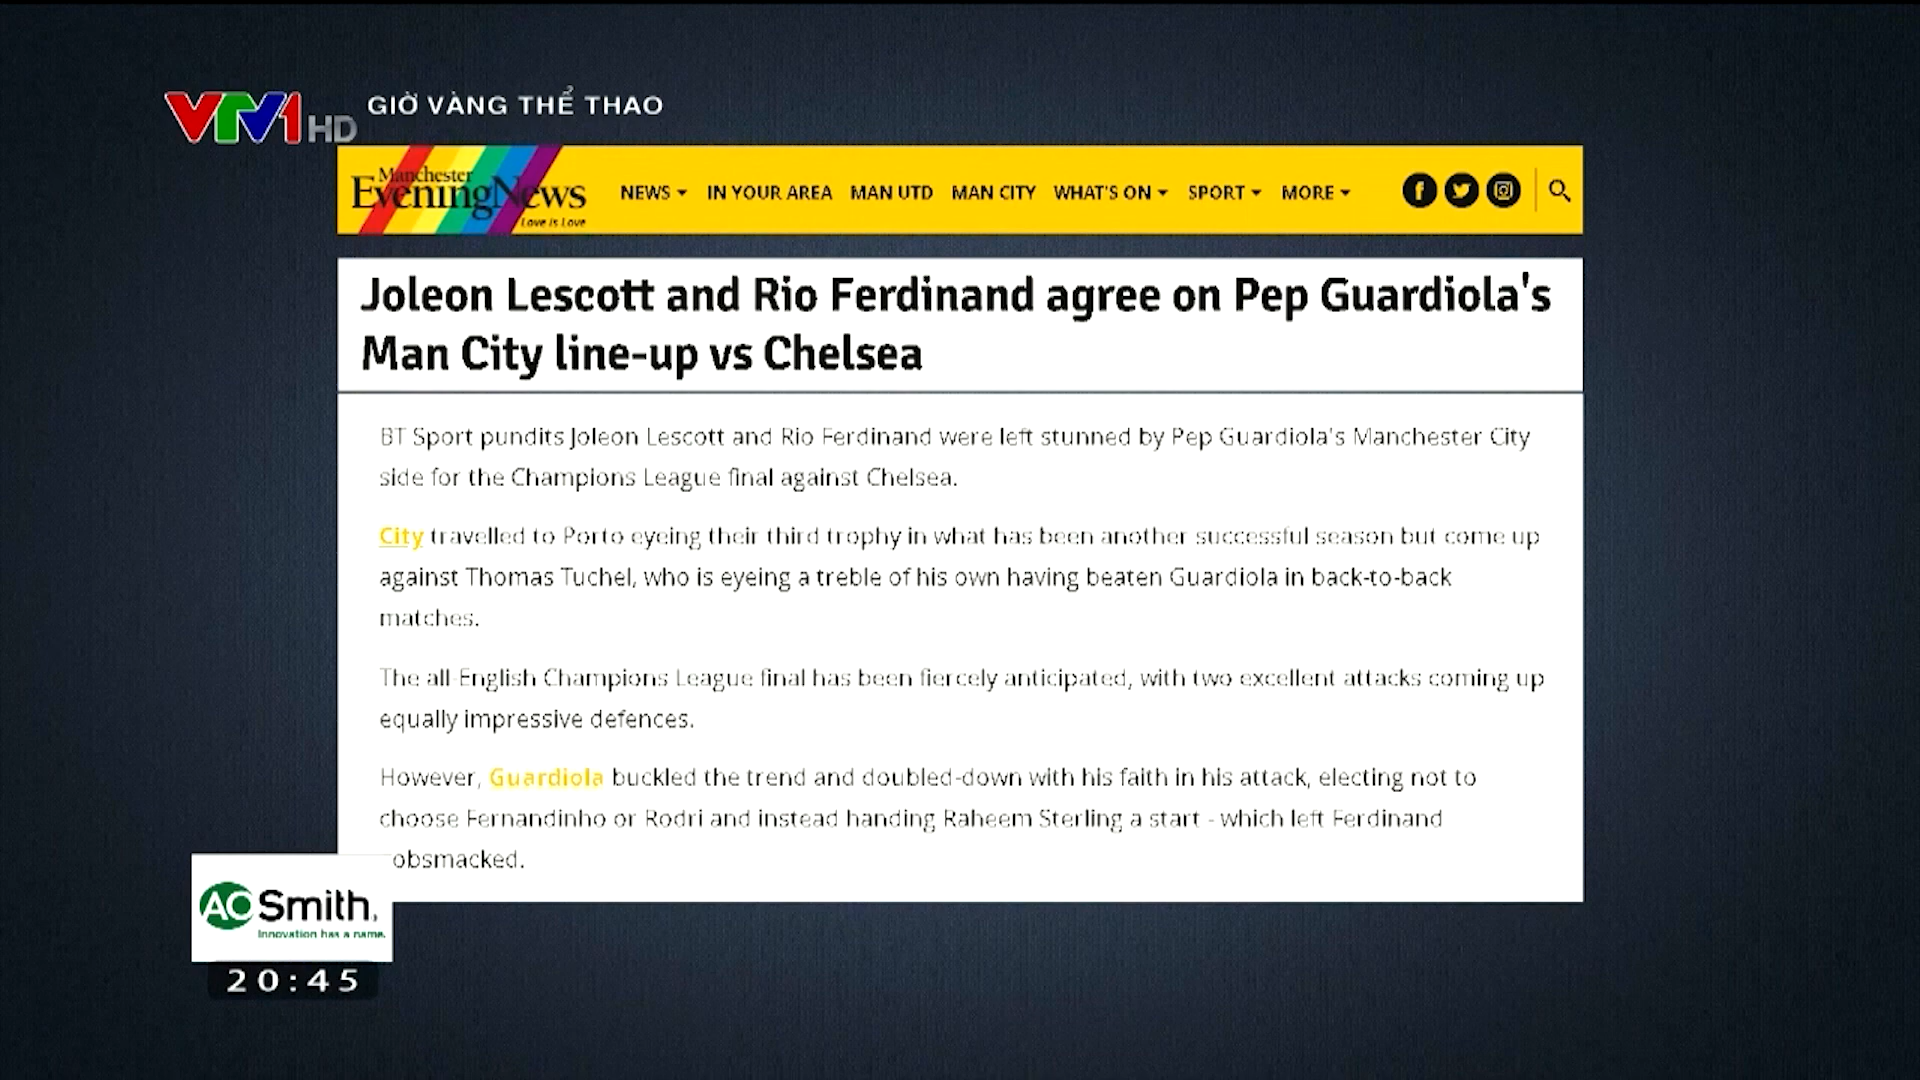 VTV1 HD
GIỜ VÀNG THỂ THAO
Manchester
EveningNews
Love is Love
NEWS IN YOUR AREA MAN UTD MAN CITY WHAT'S ON SPORT MORE
Joleon Lescott and Rio Ferdinand agree on Pep Guardiola's
Man City line-up vs Chelsea
BT Sport pundits Joleon Lescott and Rio Ferdinand were left stunned by Pep Guardiola's Manchester City
side for the Champions League final against Chelsea.
City travelled to Porto eyeing their third trophy in what has been another successful season but come up
against Thomas Tuchel, who is eyeing a treble of his own having beaten Guardiola in back-to-back
matches.
The all-English Champions League final has been fiercely anticipated, with two excellent attacks coming up
equally impressive defences.
However, Guardiola buckled the trend and doubled-down with his faith in his attack, electing not to
choose Fernandinho or Rodri and instead handing Raheem Sterling a start - which left Ferdinand
obsmacked.
AO Smith.
Innovation has a name.
20:45